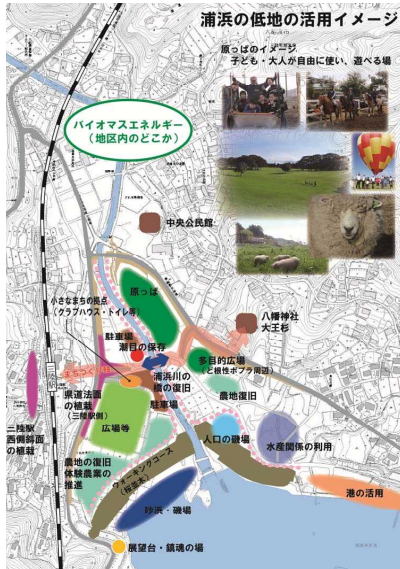 浦浜の低地の活用イメージ
原っぱのイメージ
子ども・大人が自由に使い、遊べる場
バイオマスエネルギー
（地区内のどこか）
中央公民館
原っぱ
小さなまちの拠点
（クラブハウス・トイレ等）
八幡神社
大王杉
駐車場
潮目の保存
多目的広場
（ど根性ポプラ周辺）
浦浜川の
橋の復旧
県道法面
の植栽
（三陸駅側）
駐車場
農地復旧
広場等
三陸駅
西側斜面
の植栽
人口の磯場
水産関係の利用
農地の復旧
体験農業の
推進
ウォーキングコース
（桜並木）
砂浜・磯場
港の活用
展望台・鎮魂の場